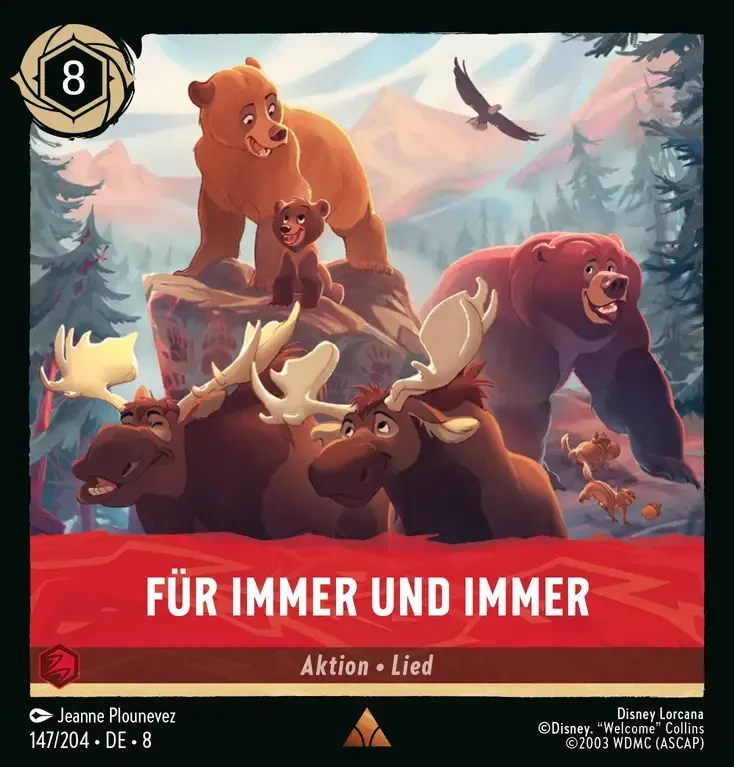 8
FÜR IMMER UND IMMER
Aktion • Lied
Jeanne Plounevez
147/204 • DE • 8
Disney Lorcana
©Disney. “Welcome” Collins
©2003 WDMC (ASCAP)